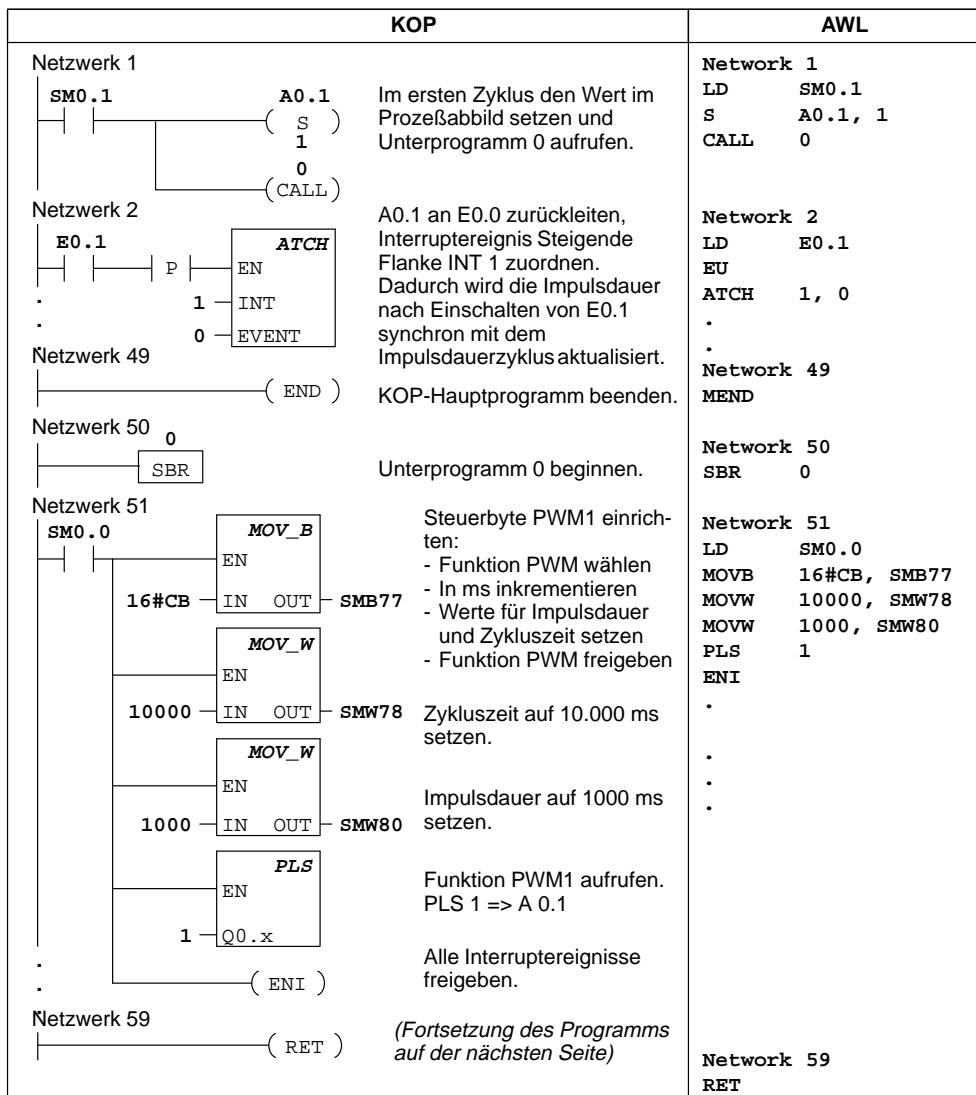 KOP
AWL
Netzwerk 1
SM0.1
A0.1
S
1
0
CALL
Im ersten Zyklus den Wert im
Prozeßabbild setzen und
Unterprogramm 0 aufrufen.
Network 1
LD SM0.1
S A0.1, 1
CALL 0
Netzwerk 2
E0.1
P
ATCH
EN
1 INT
0 EVENT
A0.1 an E0.0 zurückleiten,
Interruptereignis Steigende
Flanke INT 1 zuordnen.
Dadurch wird die Impulsdauer
nach Einschalten von E0.1
synchron mit dem
Impulsdauerzyklus aktualisiert.
Network 2
LD E0.1
EU
ATCH 1, 0
.
.
Netzwerk 49
END
KOP-Hauptprogramm beenden.
Network 49
MEND
Netzwerk 50
0
SBR
Unterprogramm 0 beginnen.
Network 50
SBR 0
Netzwerk 51
SM0.0
MOV_B
EN
16#CB IN OUT SMB77
Steuerbyte PWM1 einrich-
ten:
- Funktion PWM wählen
- In ms inkrementieren
- Werte für Impulsdauer
und Zykluszeit setzen
- Funktion PWM freigeben
MOV_W
EN
10000 IN OUT SMW78
Zykluszeit auf 10.000 ms
setzen.
MOV_W
EN
1000 IN OUT SMW80
Impulsdauer auf 1000 ms
setzen.
PLS
EN
1 Q0.x
Funktion PWM1 aufrufen.
PLS 1 => A 0.1
ENI
Alle Interruptereignisse
freigeben.
Network 51
LD SM0.0
MOVB 16#CB, SMB77
MOVW 10000, SMW78
MOVW 1000, SMW80
PLS 1
ENI
.
.
.
.
Netzwerk 59
RET
(Fortsetzung des Programms
auf der nächsten Seite)
Network 59
RET